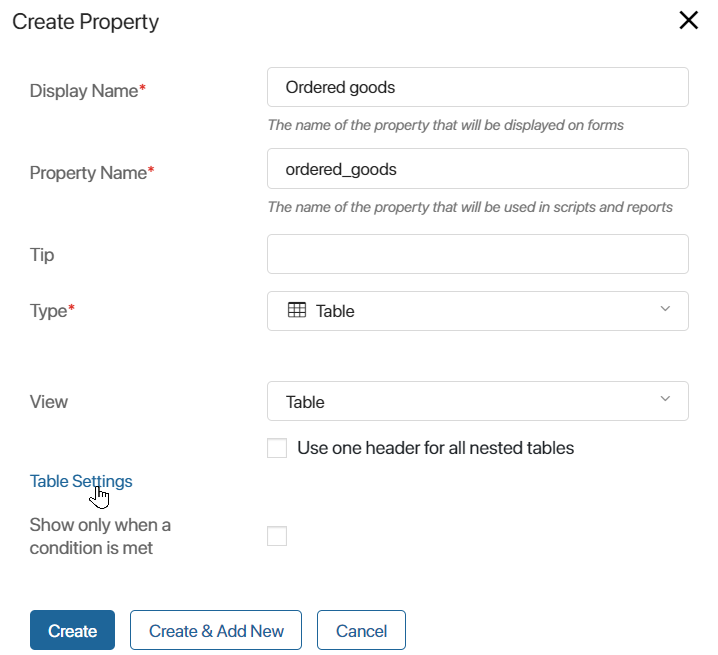 Create Property
Display Name*
Ordered goods
The name of the property that will be displayed on forms
Property Name*
ordered_goods
The name of the property that will be used in scripts and reports
Tip
Type*
Table
View
Table
Use one header for all nested tables
Table Settings
Show only when a
condition is met
Create
Create & Add New
Cancel